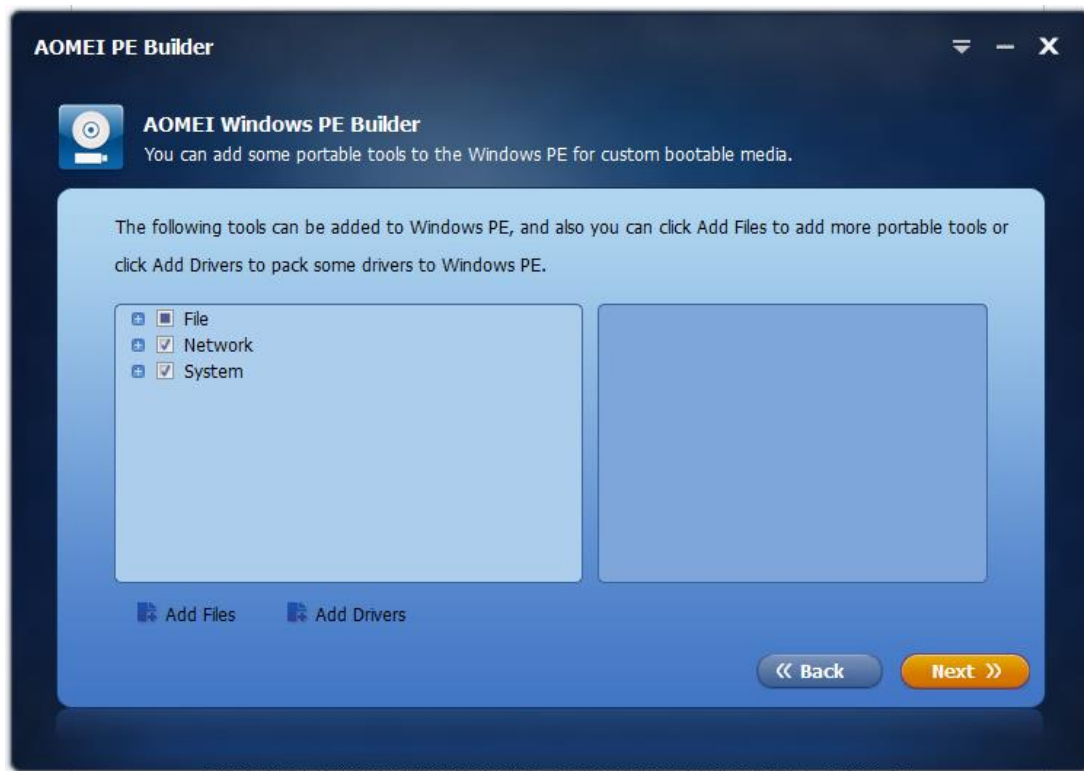 AOMEI PE Builder
AOMEI Windows PE Builder
You can add some portable tools to the Windows PE for custom bootable media.
The following tools can be added to Windows PE, and also you can click Add Files to add more portable tools or
click Add Drivers to pack some drivers to Windows PE.
File
Network
System
Add Files
Add Drivers
Back
Next